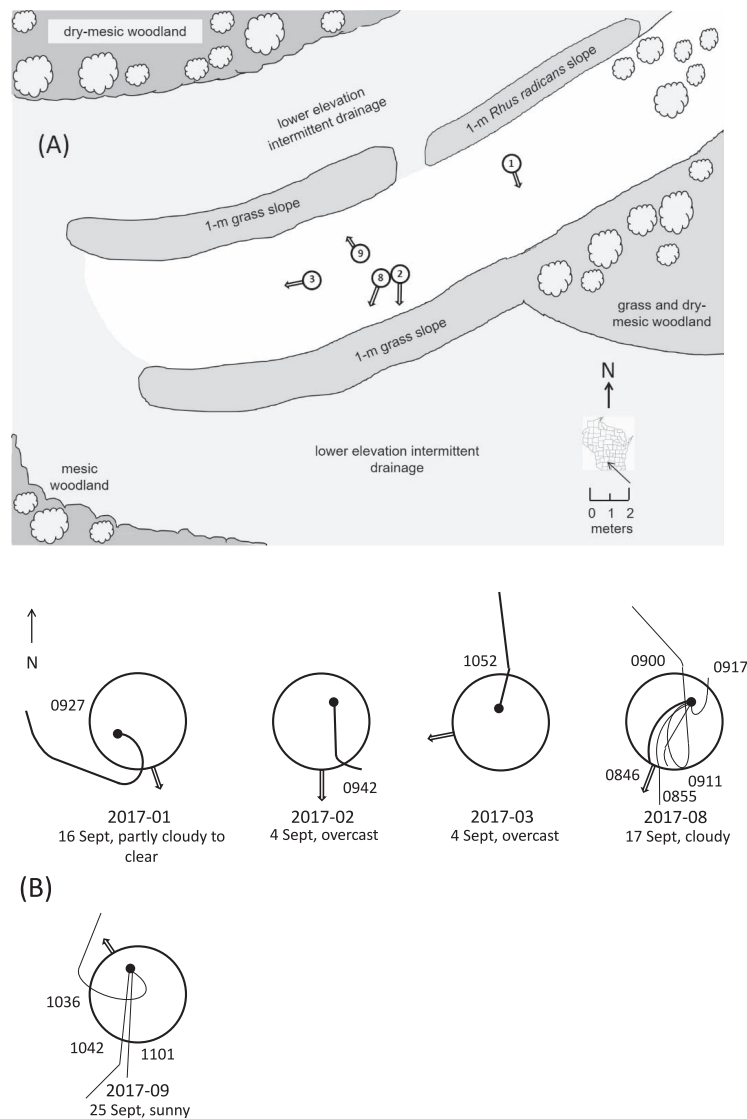 dry-mesic woodland
lower elevation
intermittent drainage
1-m Rhus radicans slope
(A)
1
1-m grass slope
9
3
8
2
grass and dry-
mesic woodland
1-m grass slope
N
lower elevation intermittent
drainage
mesic
woodland
0 1 2
meters
N
0927
2017-01
16 Sept, partly cloudy to
clear
0942
2017-02
4 Sept, overcast
1052
2017-03
4 Sept, overcast
0900
0917
0846
0911
0855
2017-08
17 Sept, cloudy
(B)
1036
1042
1101
2017-09
25 Sept, sunny